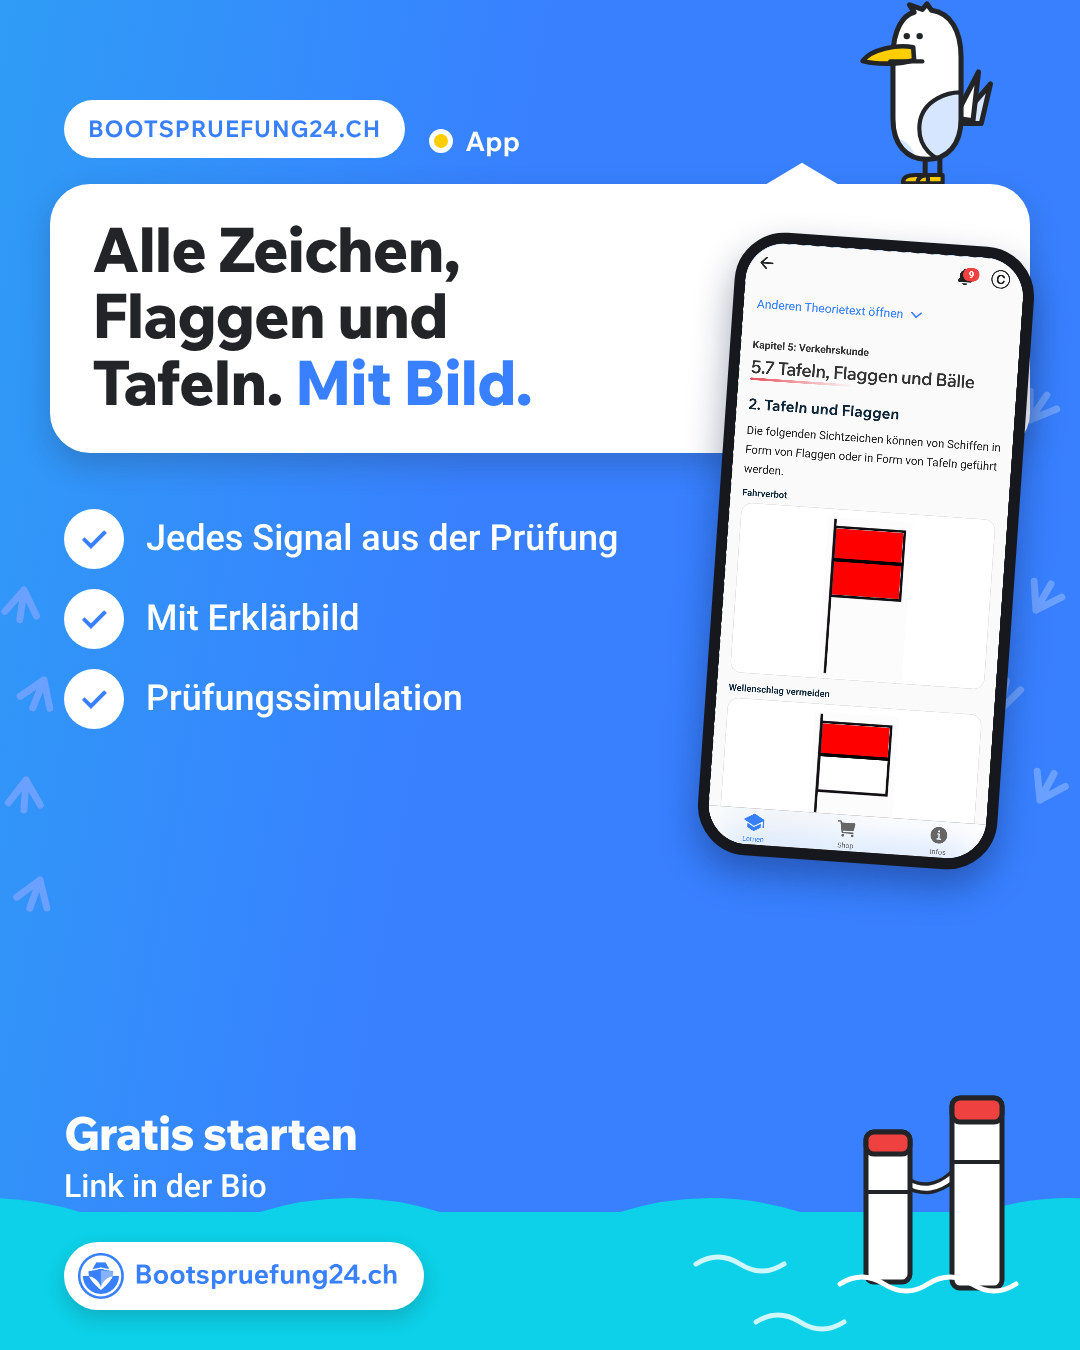 BOOTSPRUEFUNG24.CH
App
Alle Zeichen,
Flaggen und
Tafeln. Mit Bild.
Jedes Signal aus der Prüfung
Mit Erklärbild
Prüfungssimulation
9
C
Anderen Theorietext öffnen
Kapitel 5: Verkehrskunde
5.7 Tafeln, Flaggen und Bälle
2. Tafeln und Flaggen
Die folgenden Sichtzeichen können von Schiffen in
Form von Flaggen oder in Form von Tafeln geführt
werden.
Fahrverbot
Wellenschlag vermeiden
Lernen
Shop
Infos
Gratis starten
Link in der Bio
Bootspruefung24.ch